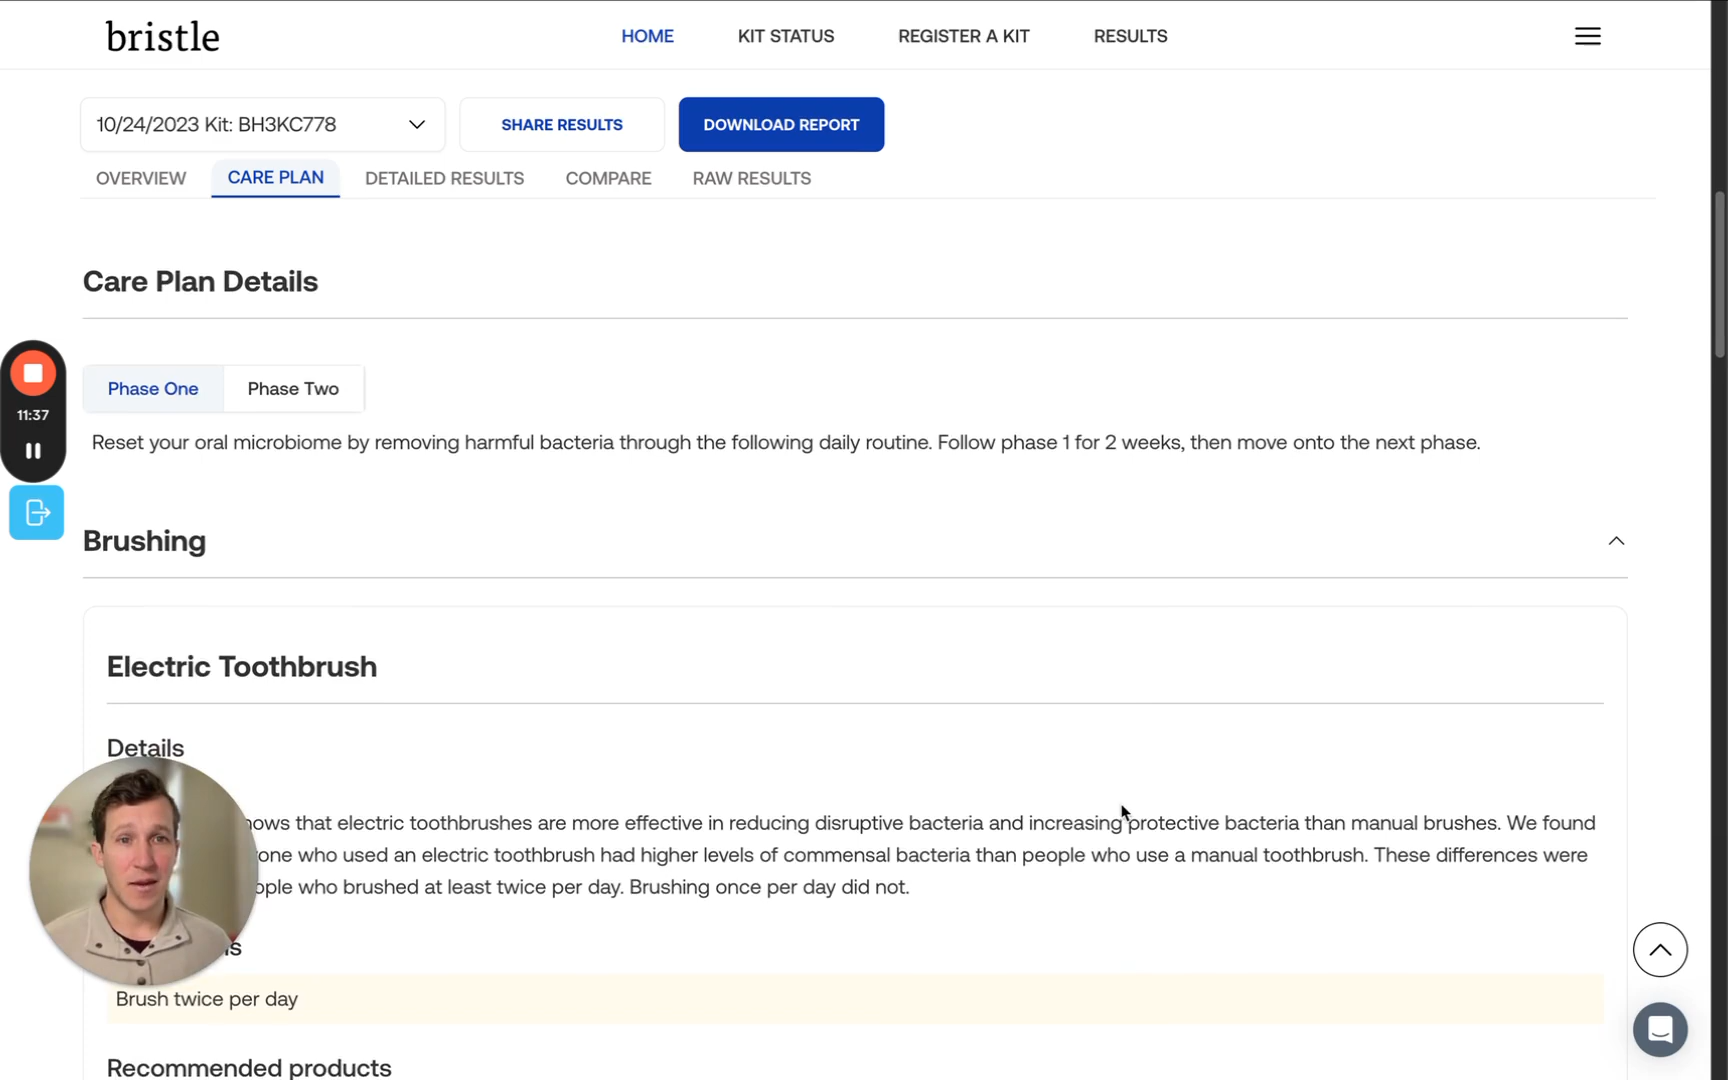 bristle
HOME
KIT STATUS
REGISTER A KIT
RESULTS
10/24/2023 Kit: BH3KC778
SHARE RESULTS
DOWNLOAD REPORT
OVERVIEW
CARE PLAN
DETAILED RESULTS
COMPARE
RAW RESULTS
Care Plan Details
Phase One
Phase Two
11:37
Reset your oral microbiome by removing harmful bacteria through the following daily routine. Follow phase 1 for 2 weeks, then move onto the next phase.
Brushing
Electric Toothbrush
Details
that electric toothbrushes are more effective in reducing disruptive bacteria and increasing protective bacteria than manual brushes. We found
who used an electric toothbrush had higher levels of commensal bacteria than people who use a manual toothbrush. These differences were
who brushed at least twice per day. Brushing once per day did not.
Brush twice per day
Recommended products